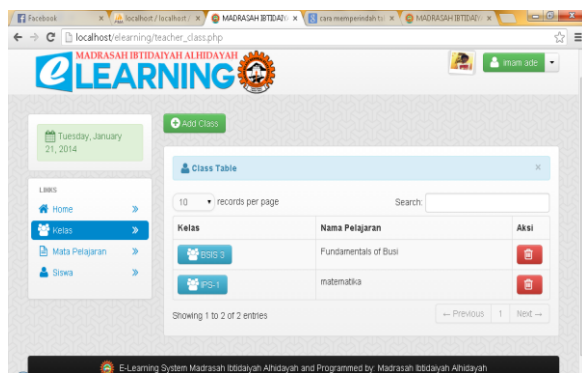 Facebook
localhost / localhost /
MADRASAH IBTIDAI
cara memperindah ta
MADRASAH IBTIDAI
localhost/elearning/teacher_class.php
MADRASAH IBTIDAIYAH ALHIDAYAH
eLEARNING
imam ade
Add Class
Tuesday, January
21, 2014
Class Table
×
LINKS
Home
Kelas
Mata Pelajaran
Siswa
10 records per page
Search:
Kelas Nama Pelajaran Aksi
BSIS 3 Fundamentals of Busi
IPS-1 matematika
Showing 1 to 2 of 2 entries
← Previous 1 Next →
E-Learning System Madrasah Ibtidaiyah Alhidayah and Programmed by: Madrasah Ibtidaiyah Alhidayah